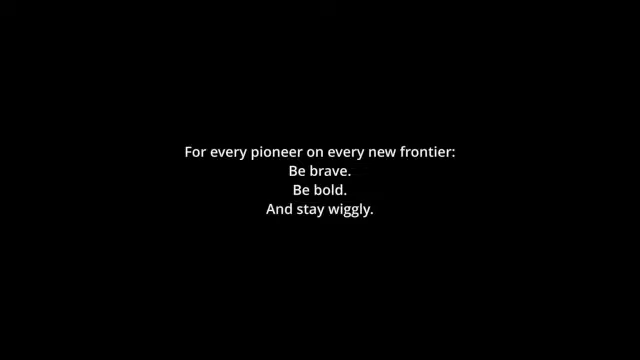 For every pioneer on every new frontier:
Be brave.
Be bold.
And stay wiggly.